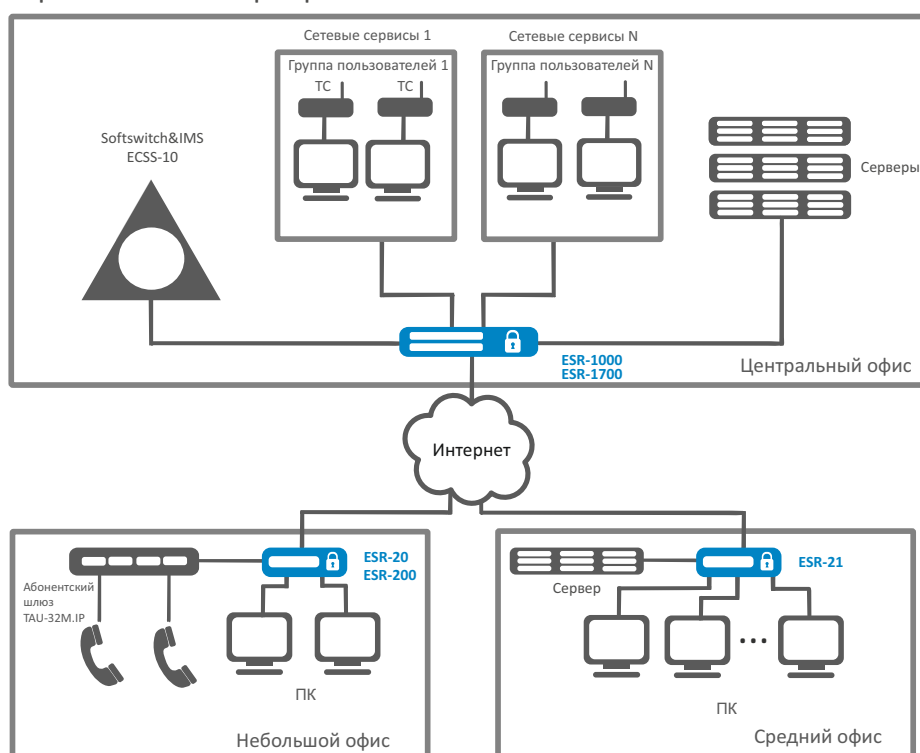 Сетевые сервисы 1
Сетевые сервисы N
Группа пользователей 1
Группа пользователей N
ТС
ТС
Softswitch&IMS
ECSS-10
Серверы
ESR-1000
ESR-1700
Центральный офис
Интернет
ESR-20
ESR-200
Абонентский
шлюз
TAU-32M.IP
ПК
Небольшой офис
ESR-21
Сервер
ПК
Средний офис